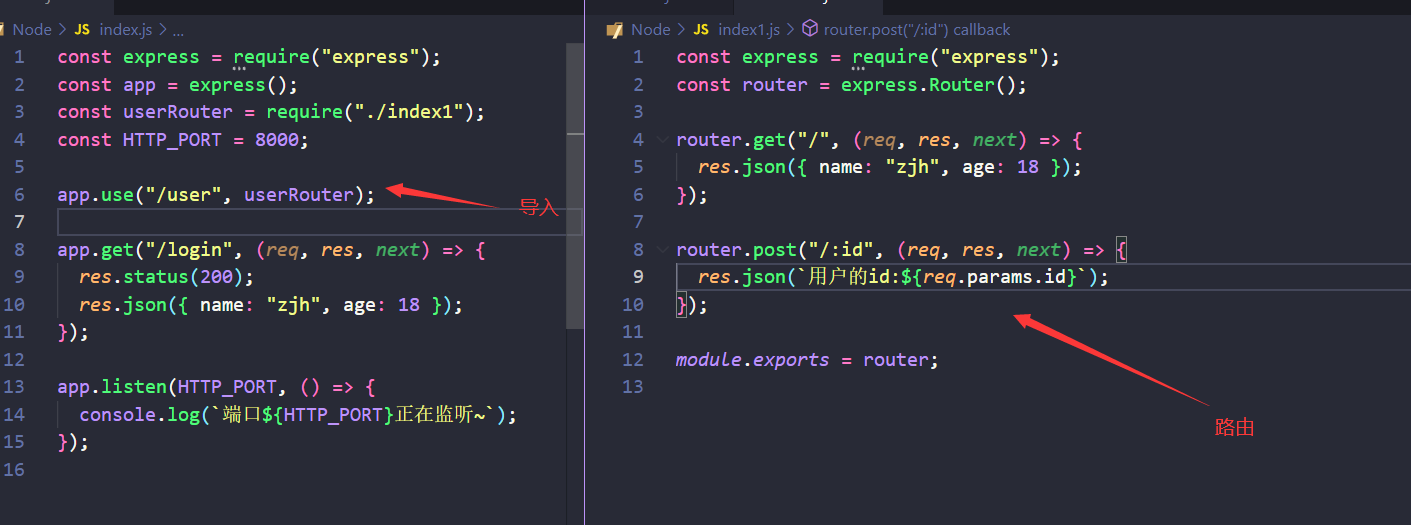 Node > JS index.js > ...
1 const express = require("express");
2 const app = express();
3 const userRouter = require("./index1");
4 const HTTP_PORT = 8000;
5
6 app.use("/user", userRouter);
导入
7
8 app.get("/login", (req, res, next) => {
9 res.status(200);
10 res.json({ name: "zjh", age: 18 });
11 });
12
13 app.listen(HTTP_PORT, () => {
14 console.log(`端口${HTTP_PORT}正在监听~`);
15 });
16
Node > JS index1.js > router.post("/:id") callback
1 const express = require("express");
2 const router = express.Router();
3
4 router.get("/", (req, res, next) => {
5 res.json({ name: "zjh", age: 18 });
6 });
7
8 router.post("/:id", (req, res, next) => {
9 res.json(`用户的id:${req.params.id}`);
10 });
11
12 module.exports = router;
13
路由